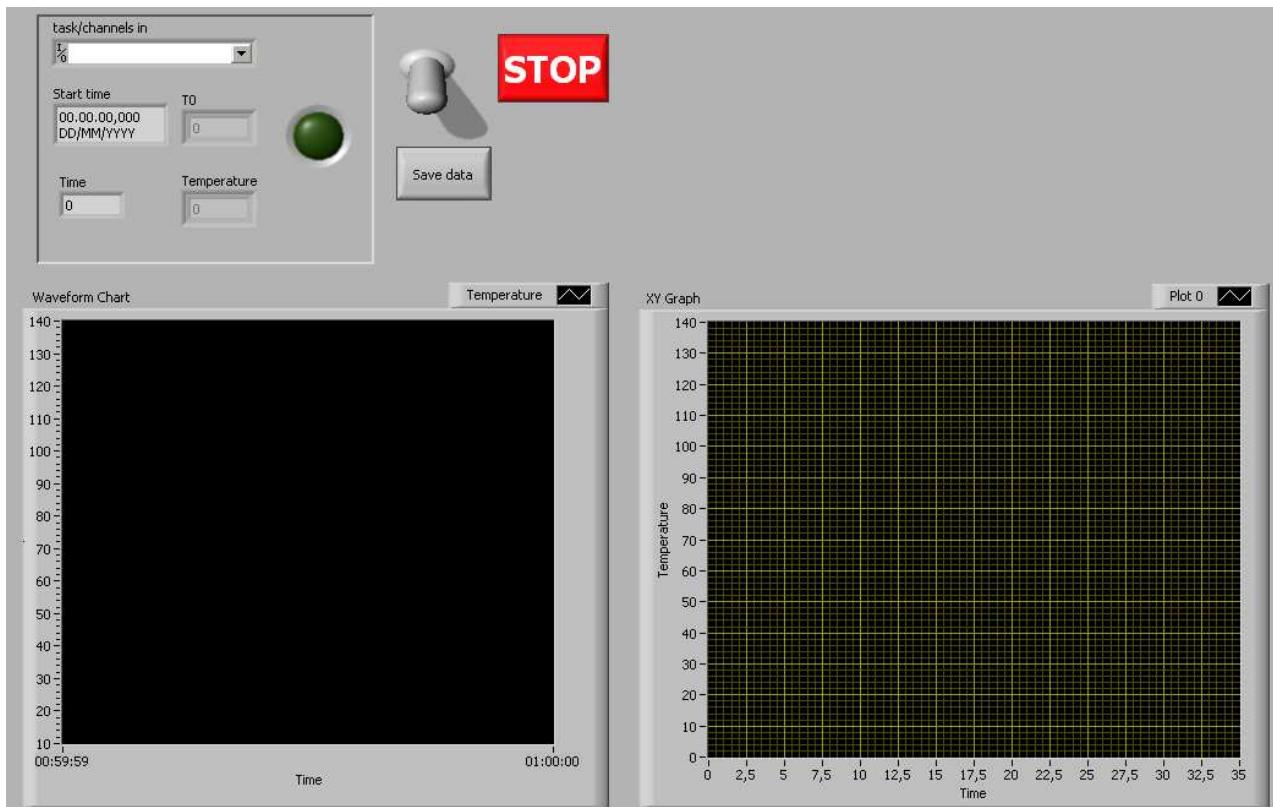 task/channels in
I/O
Start time
T0
00.00.00,000
DD/MM/YYYY
0
Time
Temperature
0
0
STOP
Save data
Waveform Chart
Temperature
140
130
120
110
100
90
80
70
60
50
40
30
20
10
00:59:59
01:00:00
Time
XY Graph
Plot 0
140
130
120
110
100
90
80
70
60
50
40
30
20
10
0
Temperature
0 2,5 5 7,5 10 12,5 15 17,5 20 22,5 25 27,5 30 32,5 35
Time